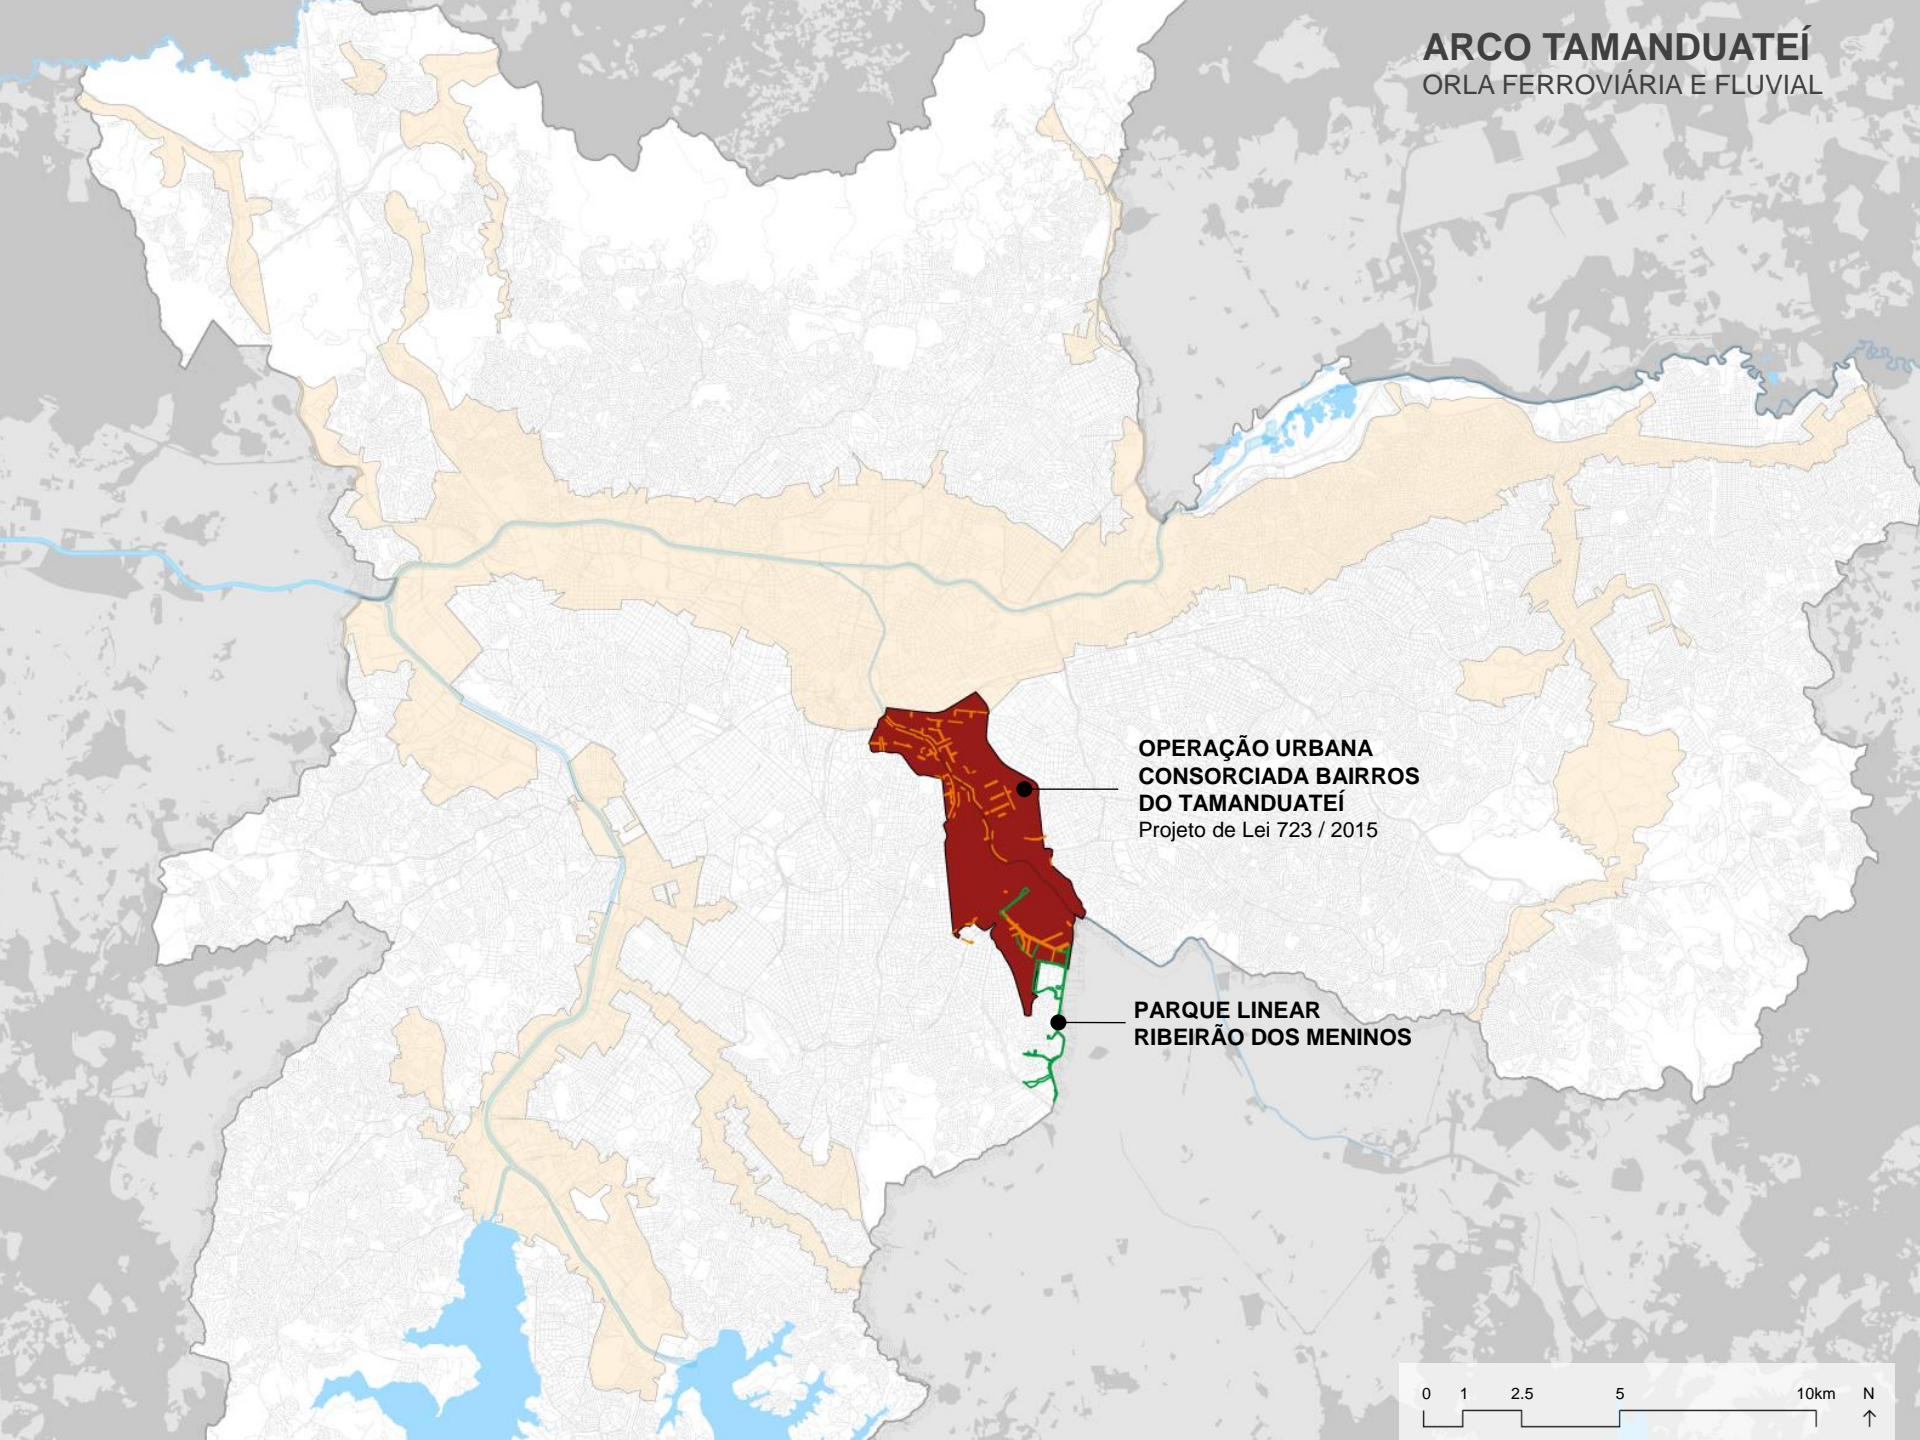 ARCO TAMANDUATEÍ
ORLA FERROVIÁRIA E FLUVIAL
OPERAÇÃO URBANA
CONSORCIADA BAIRROS
DO TAMANDUATEÍ
Projeto de Lei 723 / 2015
PARQUE LINEAR
RIBEIRÃO DOS MENINOS
0 1 2.5 5 10km N